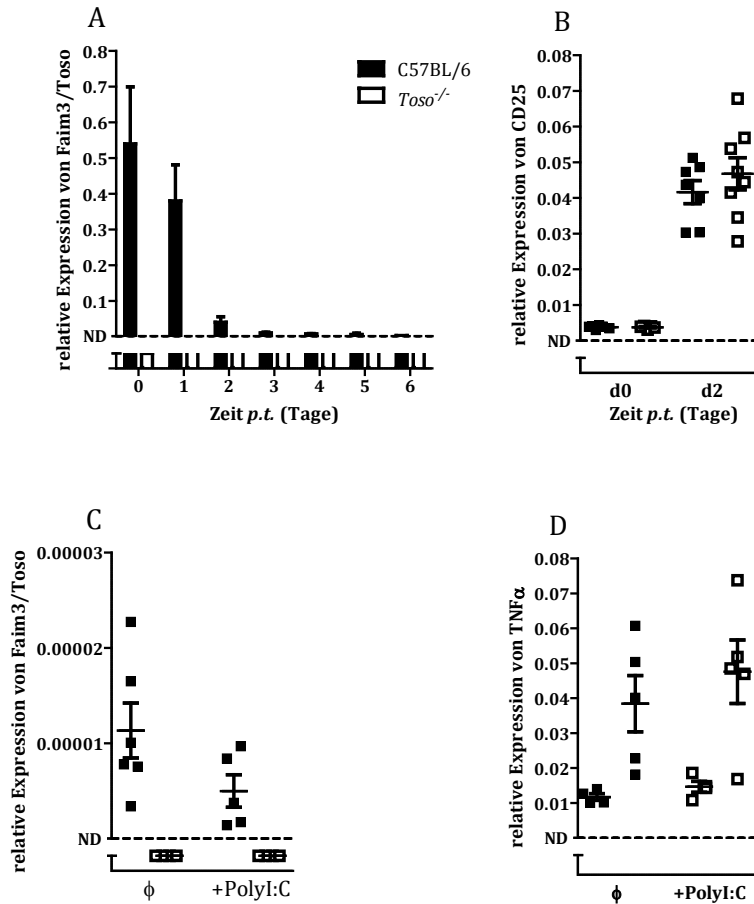 A
relative Expression von Faim3/Toso
0.8
0.7
0.6
0.5
0.4
0.3
0.2
0.1
ND
0 1 2 3 4 5 6
Zeit p.t. (Tage)
C57BL/6
Toso-/-
B
relative Expression von CD25
0.08
0.07
0.06
0.05
0.04
0.03
0.02
0.01
ND
d0 d2
Zeit p.t. (Tage)
C
relative Expression von Faim3/Toso
0.00003
0.00002
0.00001
ND
ϕ +PolyI:C
D
relative Expression von TNFα
0.08
0.07
0.06
0.05
0.04
0.03
0.02
0.01
ND
ϕ +PolyI:C